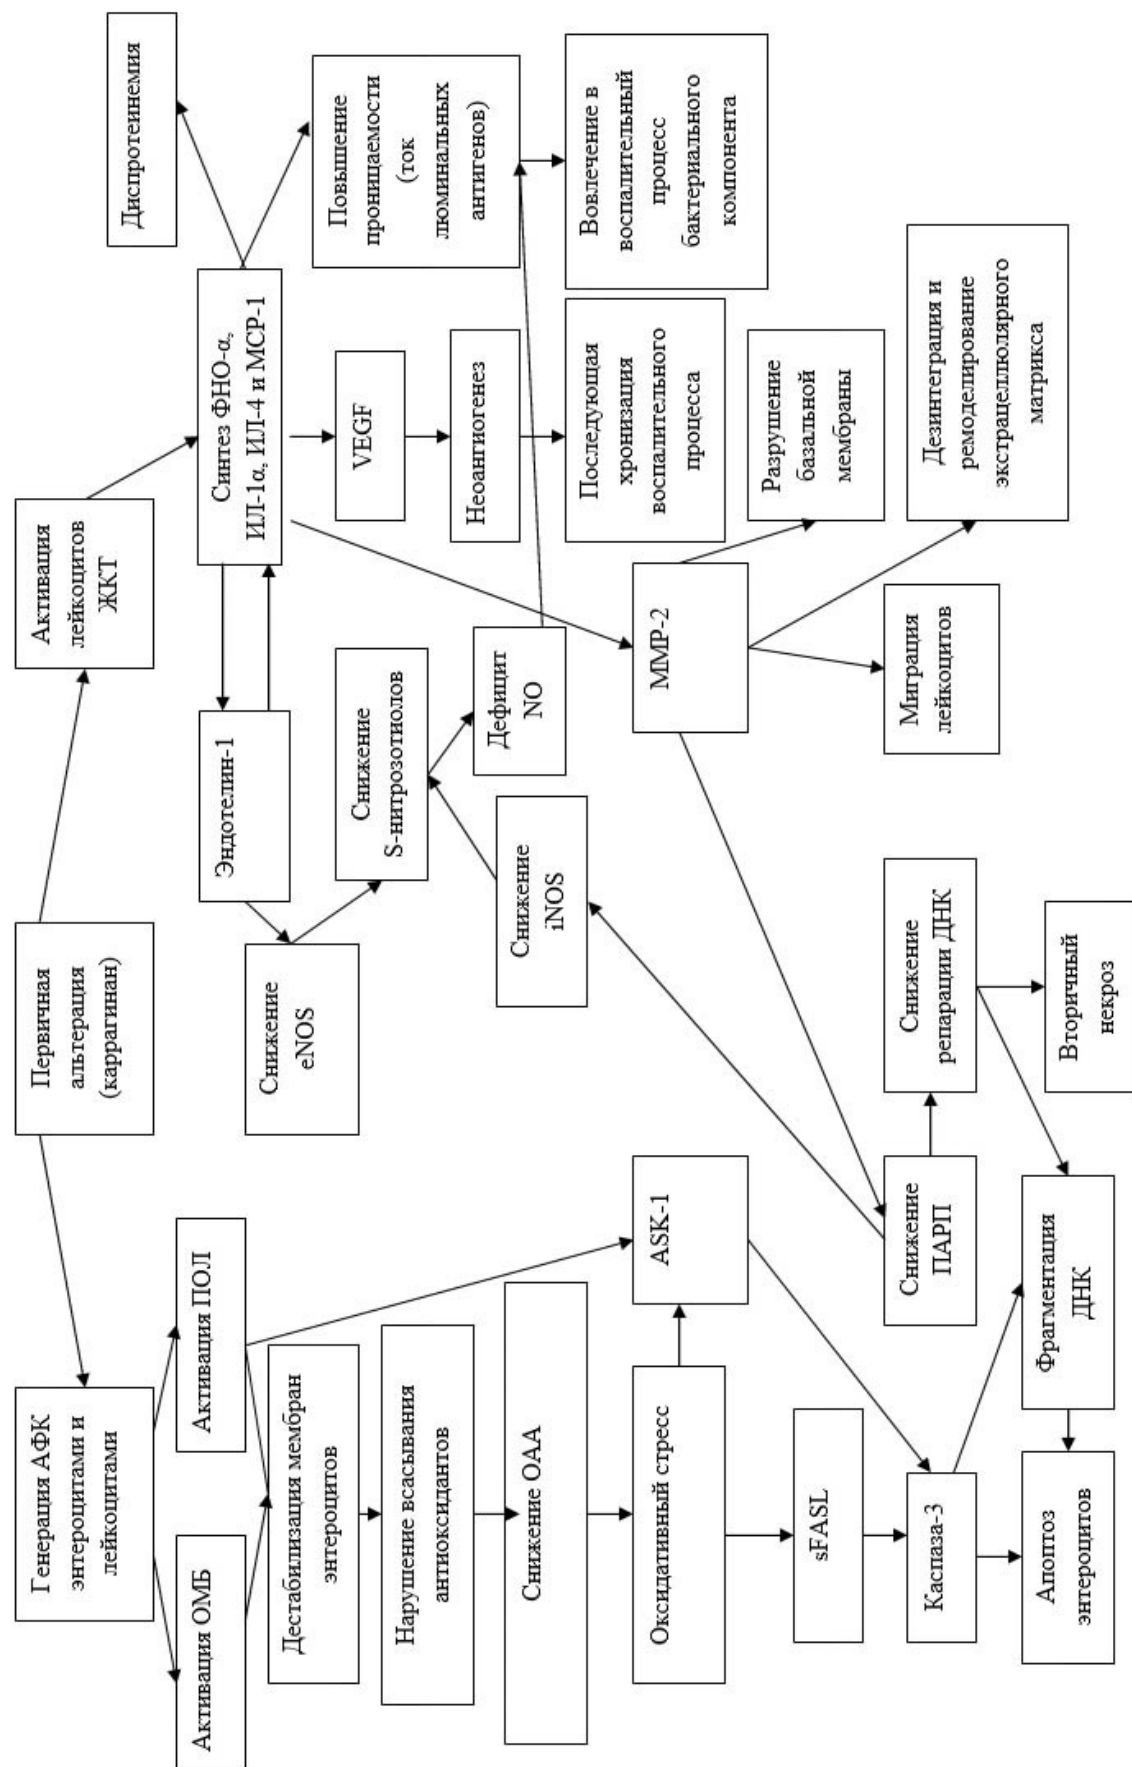 Первичная
альтерация
(каррагинан)
Генерация АФК
энтероцитами и
лейкоцитами
Активация
лейкоцитов
ЖКТ
Активация ОМБ
Активация ПОЛ
Дестабилизация мембран
энтероцитов
Нарушение всасывания
антиоксидантов
Снижение ОАА
Оксидативный стресс
ASK-1
sFASL
Каспаза-3
Апоптоз
энтероцитов
Фрагментация
ДНК
Снижение
ПАРП
Снижение
репарации ДНК
Вторичный
некроз
Снижение
eNOS
Эндотелин-1
Снижение
S-нитрозотиолов
Снижение
iNOS
Дефицит
NO
Синтез ФНО-α,
ИЛ-1α, ИЛ-4 и МСР-1
Диспротеинемия
VEGF
Неоангиогенез
Последующая
хронизация
воспалительного
процесса
Повышение
проницаемости
(ток
люминальных
антигенов)
Вовлечение в
воспалительный
процесс
бактериального
компонента
ММР-2
Миграция
лейкоцитов
Разрушение
базальной
мембраны
Дезинтеграция и
ремоделирование
экстрацеллюлярного
матрикса